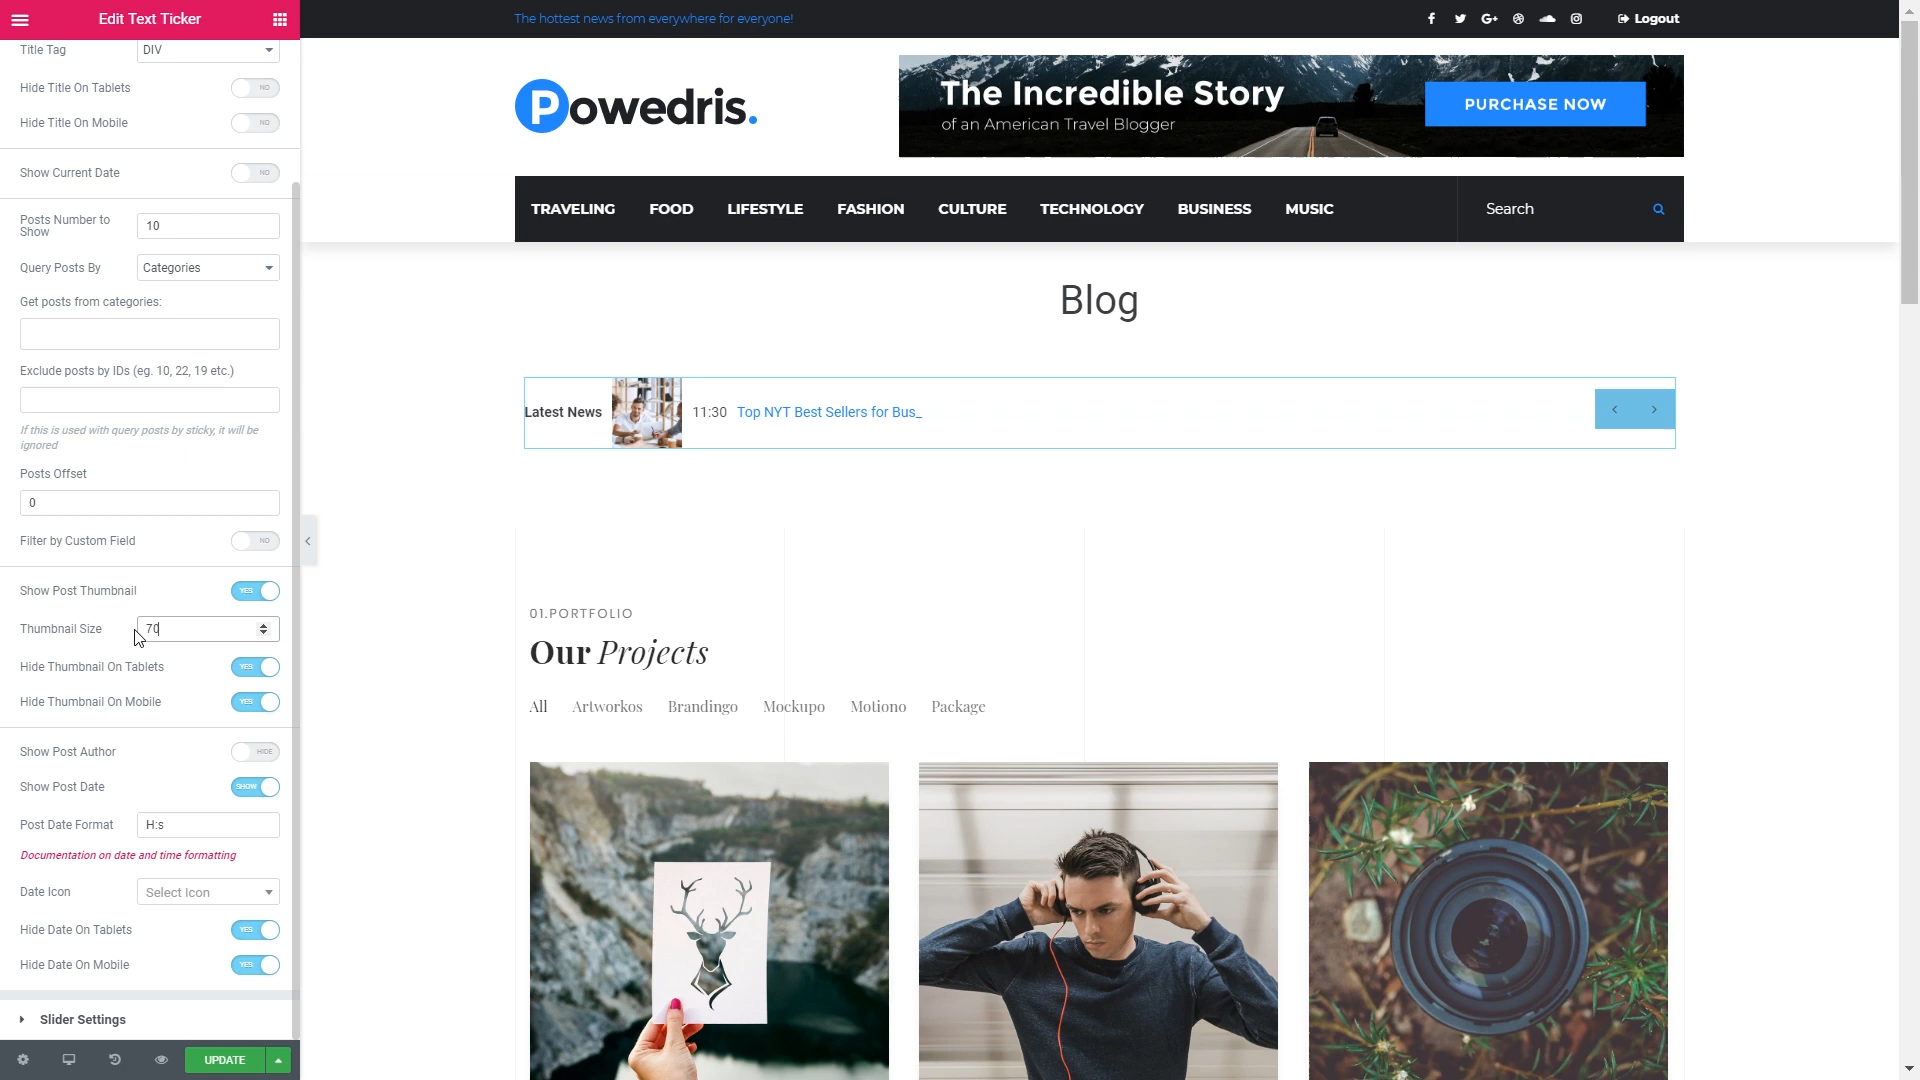 Edit Text Ticker
Title Tag
DIV
Hide Title On Tablets
NO
Hide Title On Mobile
NO
Show Current Date
NO
Posts Number to
Show
10
Query Posts By
Categories
Get posts from categories:
Exclude posts by IDs (eg. 10, 22, 19 etc.)
If this is used with query posts by sticky, it will be
ignored
Posts Offset
0
Filter by Custom Field
NO
Show Post Thumbnail
YES
Thumbnail Size
70
Hide Thumbnail On Tablets
YES
Hide Thumbnail On Mobile
YES
Show Post Author
HIDE
Show Post Date
SHOW
Post Date Format
H:s
Documentation on date and time formatting
Date Icon
Select Icon
Hide Date On Tablets
YES
Hide Date On Mobile
YES
Slider Settings
UPDATE
The hottest news from everywhere for everyone!
Logout
Powedris.
The Incredible Story
of an American Travel Blogger
PURCHASE NOW
TRAVELING FOOD LIFESTYLE FASHION CULTURE TECHNOLOGY BUSINESS MUSIC
Search
Blog
Latest News
11:30 Top NYT Best Sellers for Bus_
01.PORTFOLIO
Our Projects
All Artworkos Brandingo Mockupo Motiono Package